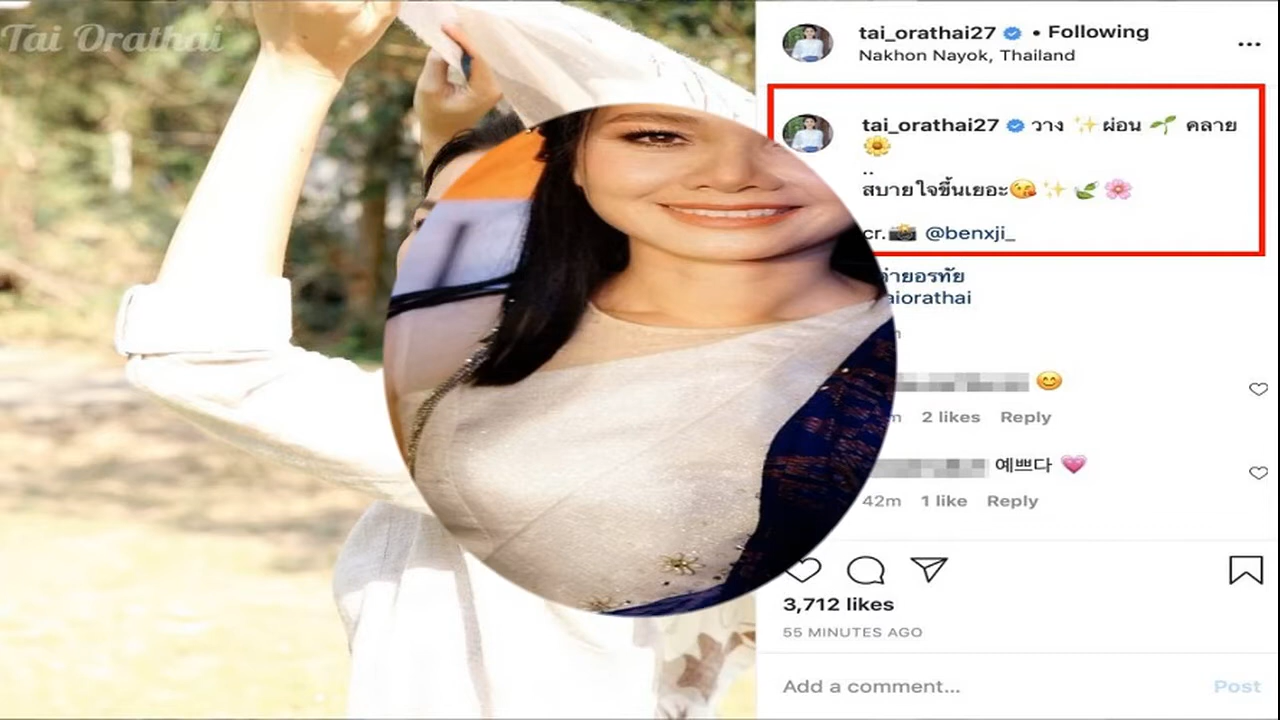 Tai Orathai
tai_orathai27 • Following
Nakhon Nayok, Thailand
tai_orathai27 วาง ✨ผ่อน 🌱 คลาย
🌼
..
สบายใจขึ้นเยอะ😘✨🌿🌸
cr.📸 @benxji_
ต่ายอรทัย
aiorathai
😊
2 likes Reply
예쁘다 💗
42m 1 like Reply
3,712 likes
55 MINUTES AGO
Add a comment... Post